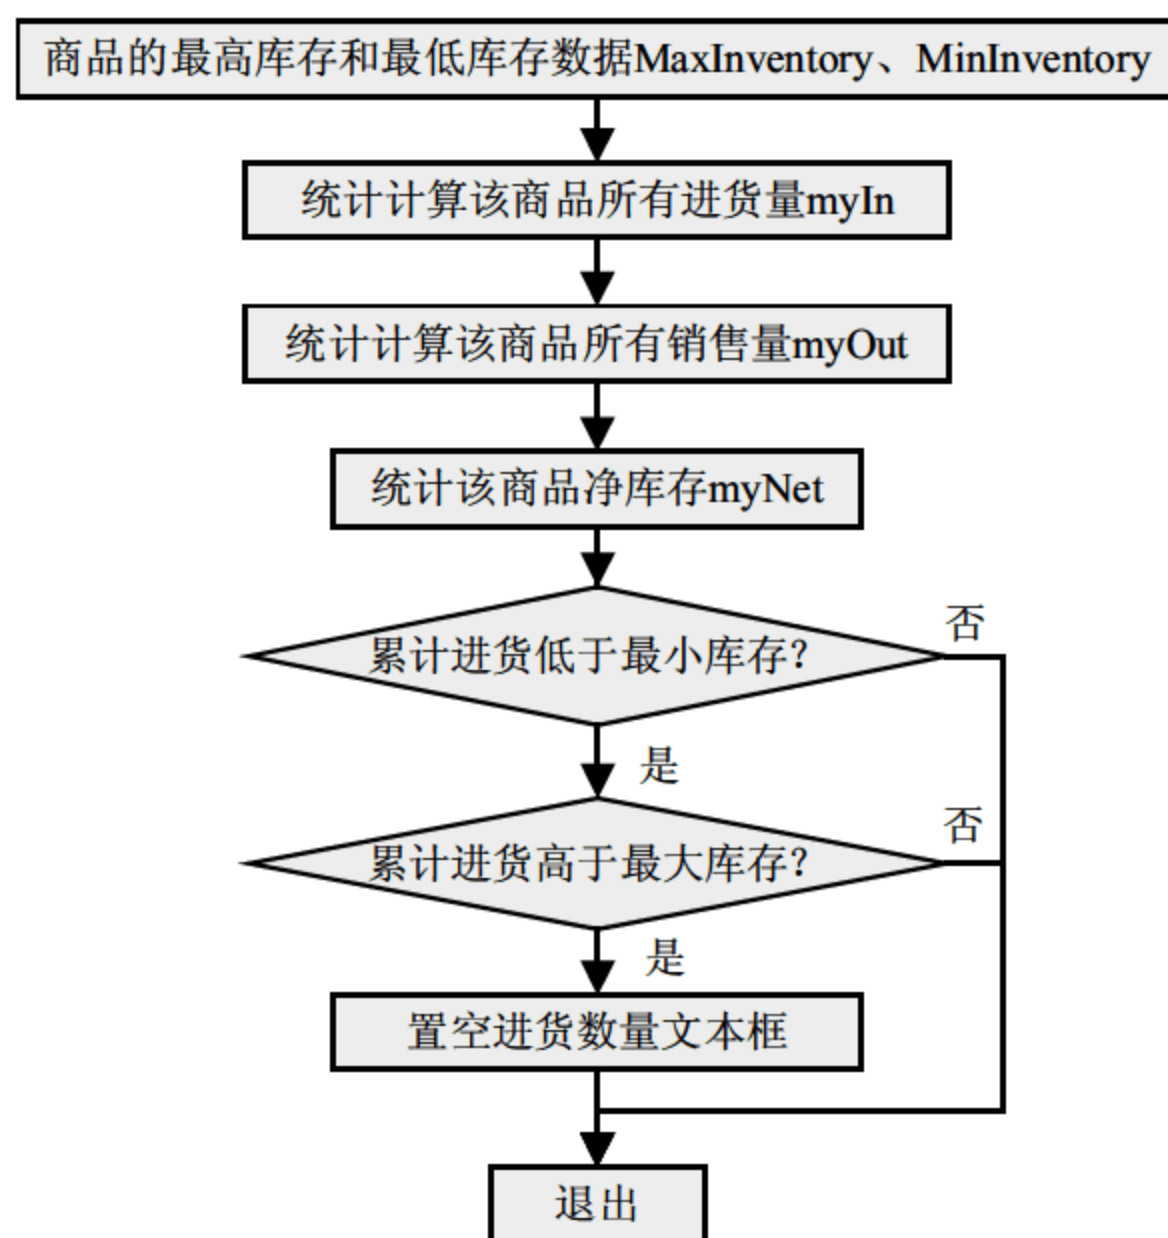 商品的最高库存和最低库存数据MaxInventory、MinInventory
统计计算该商品所有进货量myIn
统计计算该商品所有销售量myOut
统计该商品净库存myNet
累计进货低于最小库存?
否
是
累计进货高于最大库存?
否
是
置空进货数量文本框
退出